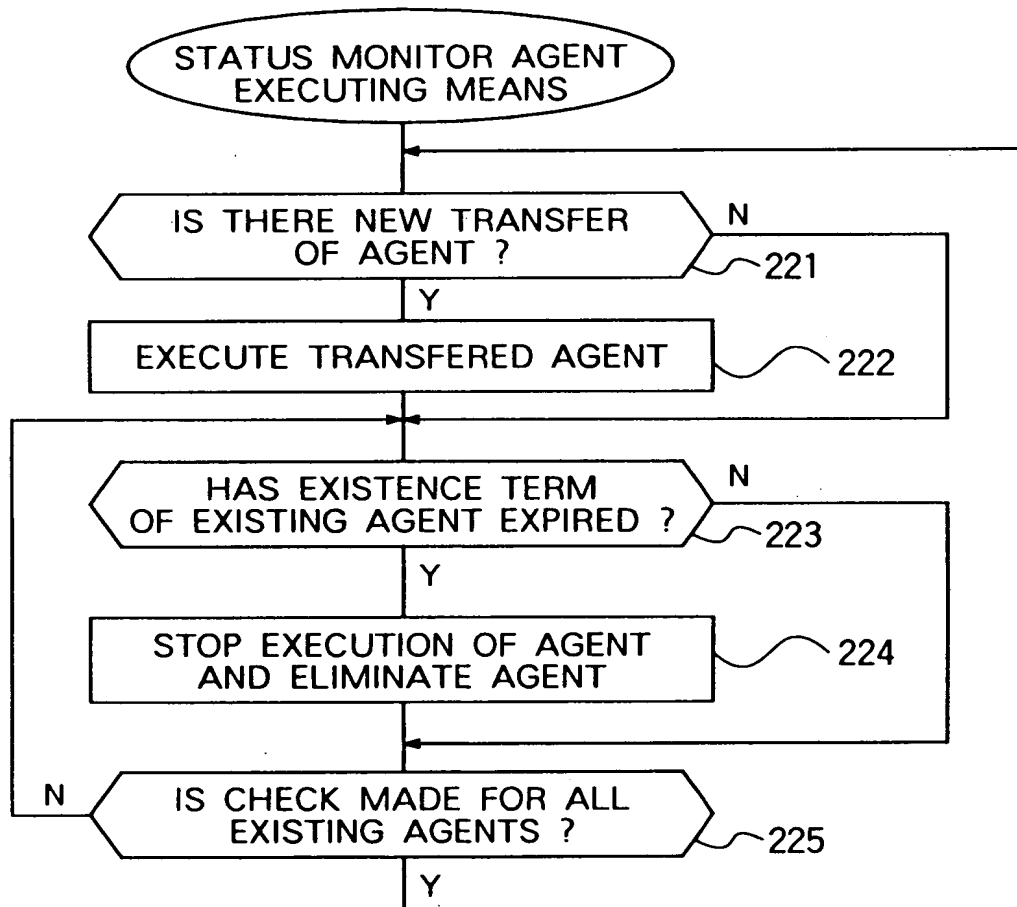 STATUS MONITOR AGENT
EXECUTING MEANS
IS THERE NEW TRANSFER
OF AGENT ?
N
221
Y
EXECUTE TRANSFERED AGENT
222
HAS EXISTENCE TERM
OF EXISTING AGENT EXPIRED ?
N
223
Y
STOP EXECUTION OF AGENT
AND ELIMINATE AGENT
224
N
IS CHECK MADE FOR ALL
EXISTING AGENTS ?
225
Y